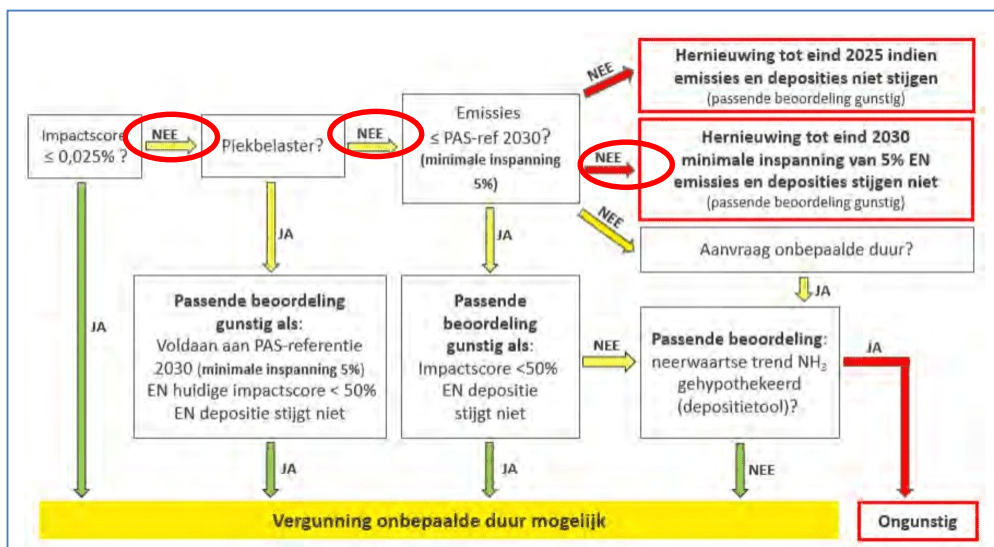 Impactscore
≤ 0,025% ?
NEE
Piekbelaster?
NEE
Emissies
≤ PAS-ref 2030?
(minimale inspanning
5%)
NEE
Hernieuwing tot eind 2025 indien
emissies en deposities niet stijgen
(passende beoordeling gunstig)
NEE
Hernieuwing tot eind 2030
minimale inspanning van 5% EN
emissies en deposities stijgen niet
(passende beoordeling gunstig)
NEE
Aanvraag onbepaalde duur?
JA
JA
JA
JA
Passende beoordeling
gunstig als:
Voldaan aan PAS-referentie
2030 (minimale inspanning 5%)
EN huidige impactscore < 50%
EN depositie stijgt niet
Passende
beoordeling
gunstig als:
Impactscore <50%
EN depositie
stijgt niet
NEE
Passende beoordeling:
neerwaartse trend NH₃
gehypothekeerd
(depositietool)?
JA
JA
JA
NEE
Vergunning onbepaalde duur mogelijk
Ongunstig